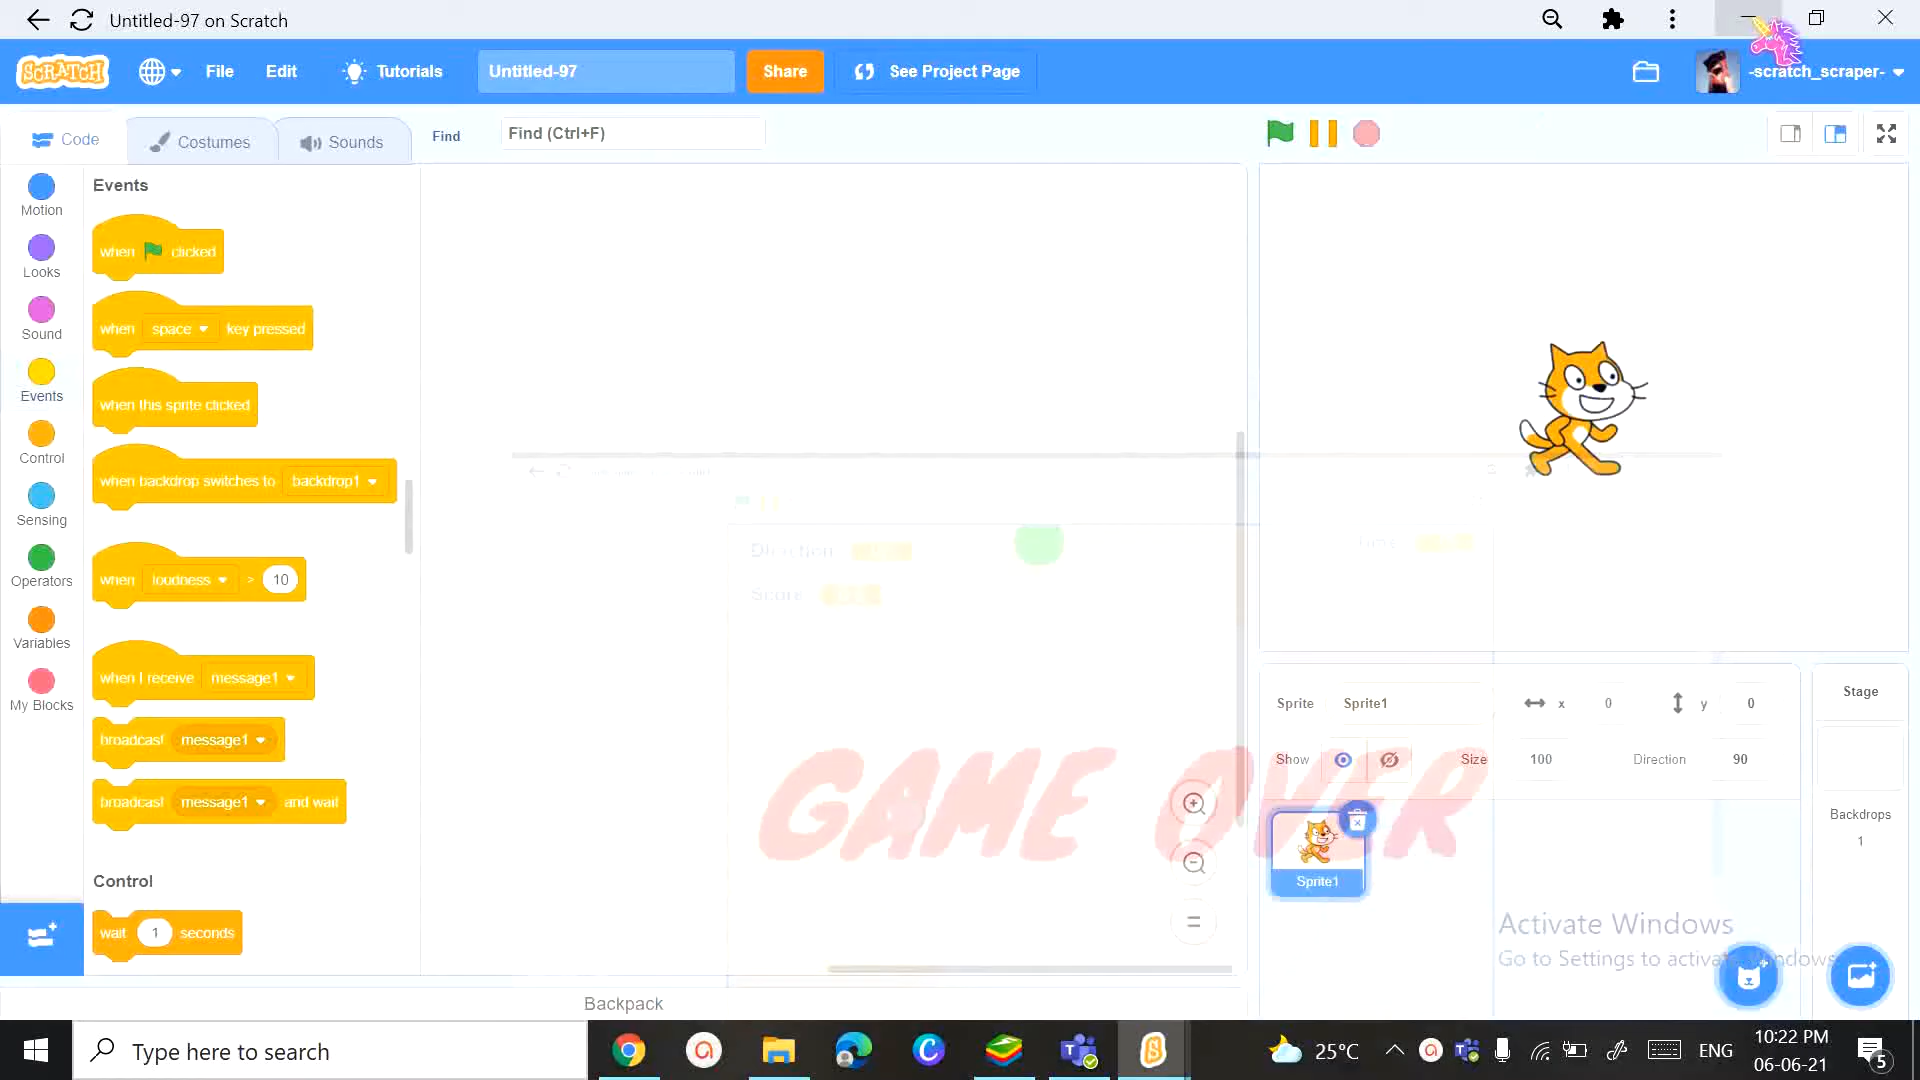 Untitled-97 on Scratch
SCRATCH
File
Edit
Tutorials
Untitled-97
Share
See Project Page
-scratch_scraper-
Code
Costumes
Sounds
Find
Find (Ctrl+F)
Motion
Looks
Sound
Events
Control
Sensing
Operators
Variables
My Blocks
Events
when clicked
when space key pressed
when this sprite clicked
when backdrop switches to backdrop1
when loudness > 10
when I receive message1
broadcast message1
broadcast message1 and wait
Control
wait 1 seconds
Direction
Score
Time
GAME OVER
Backpack
Sprite
Sprite1
x
0
y
0
Show
Size
100
Direction
90
Sprite1
Stage
Backdrops
1
Activate Windows
Go to Settings to activate Windows.
Type here to search
25°C
ENG
10:22 PM
06-06-21
5